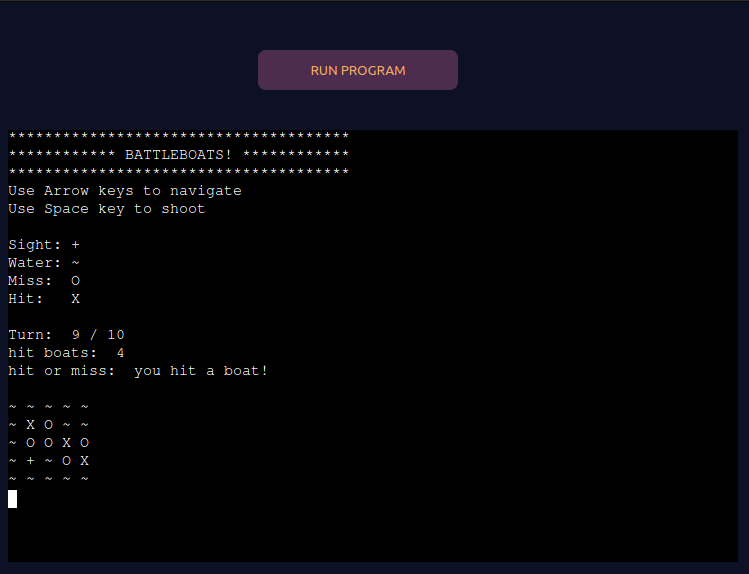 RUN PROGRAM
**************************************
************ BATTLEBOATS! ************
**************************************
Use Arrow keys to navigate
Use Space key to shoot
Sight: +
Water: ~
Miss:  O
Hit:   X
Turn:  9 / 10
hit boats:  4
hit or miss:  you hit a boat!
~ ~ ~ ~ ~
~ X O ~ ~
~ O O X O
~ + ~ O X
~ ~ ~ ~ ~